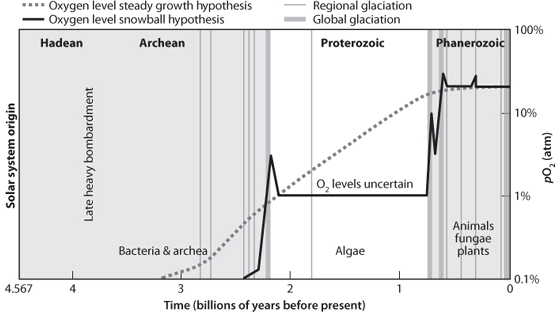 Oxygen level steady growth hypothesis
Oxygen level snowball hypothesis
Regional glaciation
Global glaciation
Hadean
Archean
Proterozoic
Phanerozoic
100%
10%
1%
0.1%
pO2 (atm)
Solar system origin
Late heavy bombardment
O2 levels uncertain
Bacteria & archea
Algae
Animals
fungae
plants
4.567
4
3
2
1
0
Time (billions of years before present)